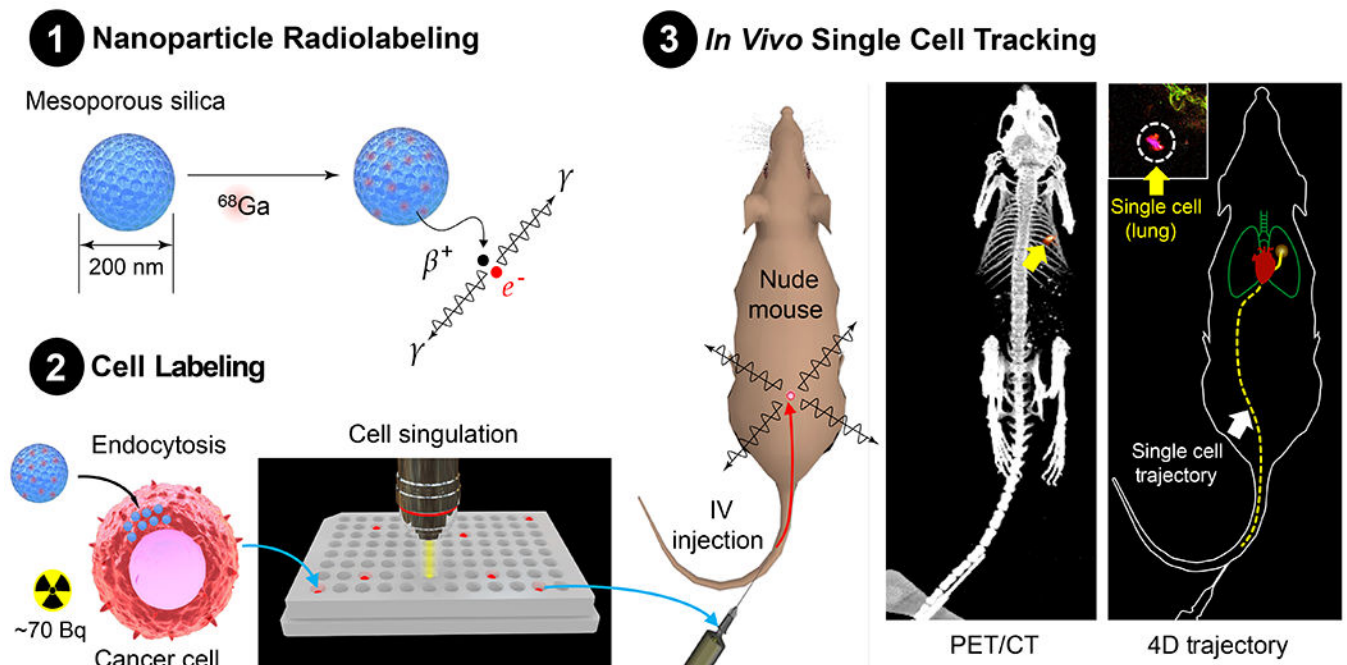 1 Nanoparticle Radiolabeling
Mesoporous silica
68Ga
200 nm
β+
e-
γ
γ
2 Cell Labeling
Endocytosis
~70 Bq
Cancer cell
Cell singulation
3 In Vivo Single Cell Tracking
Nude
mouse
IV
injection
PET/CT
Single cell
(lung)
Single cell
trajectory
4D trajectory